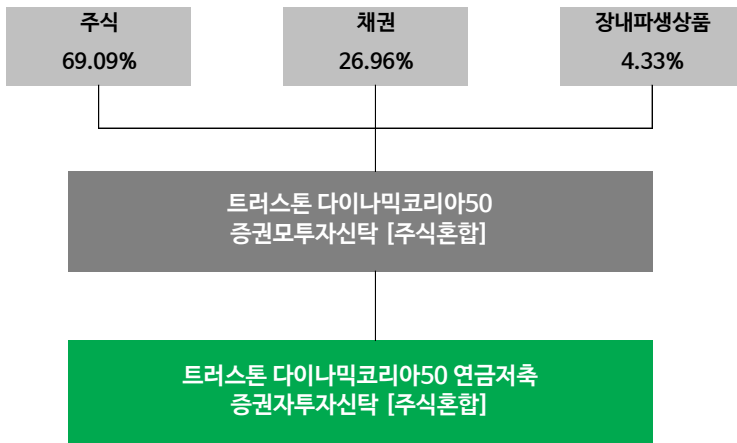 주식
69.09%
채권
26.96%
장내파생상품
4.33%
트러스톤 다이나믹코리아50
증권모투자신탁 [주식혼합]
트러스톤 다이나믹코리아50 연금저축
증권자투자신탁 [주식혼합]